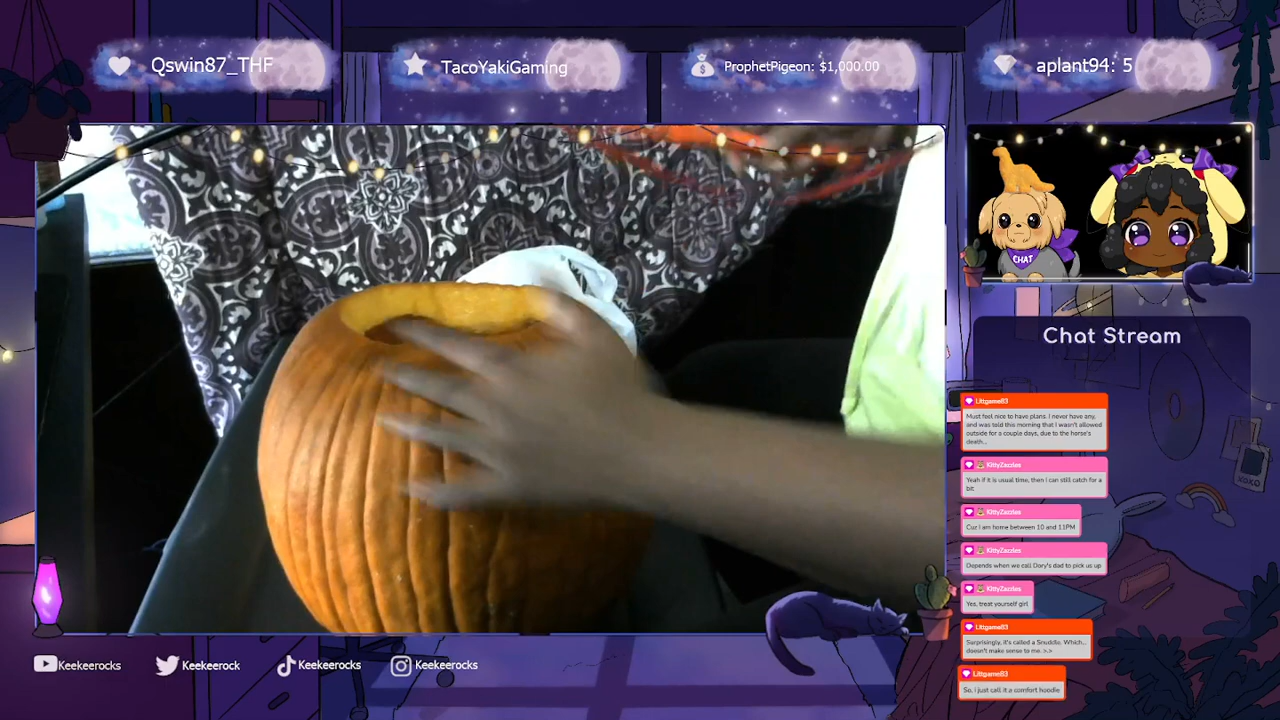 Qswin87_THF
TacoYakiGaming
ProphetPigeon: $1,000.00
aplant94: 5
CHAT
Chat Stream
Littgame83
Must feel nice to have plans. I never have any,
and was told this morning that I wasn't allowed
outside for a couple days, due to the horse's
death...
KittyZazzles
Yeah if it is usual time, then I can still catch for a
bit
KittyZazzles
Cuz I am home between 10 and 11PM
KittyZazzles
Depends when we call Dory's dad to pick us up
KittyZazzles
Yes, treat yourself girl
Littgame83
Surprisingly, it's called a Snuddie. Which..
doesn't make sense to me. >.>
Littgame83
So, i just call it a comfort hoodie
XOXO
Keekeerocks
Keekeerock
Keekeerocks
Keekeerocks